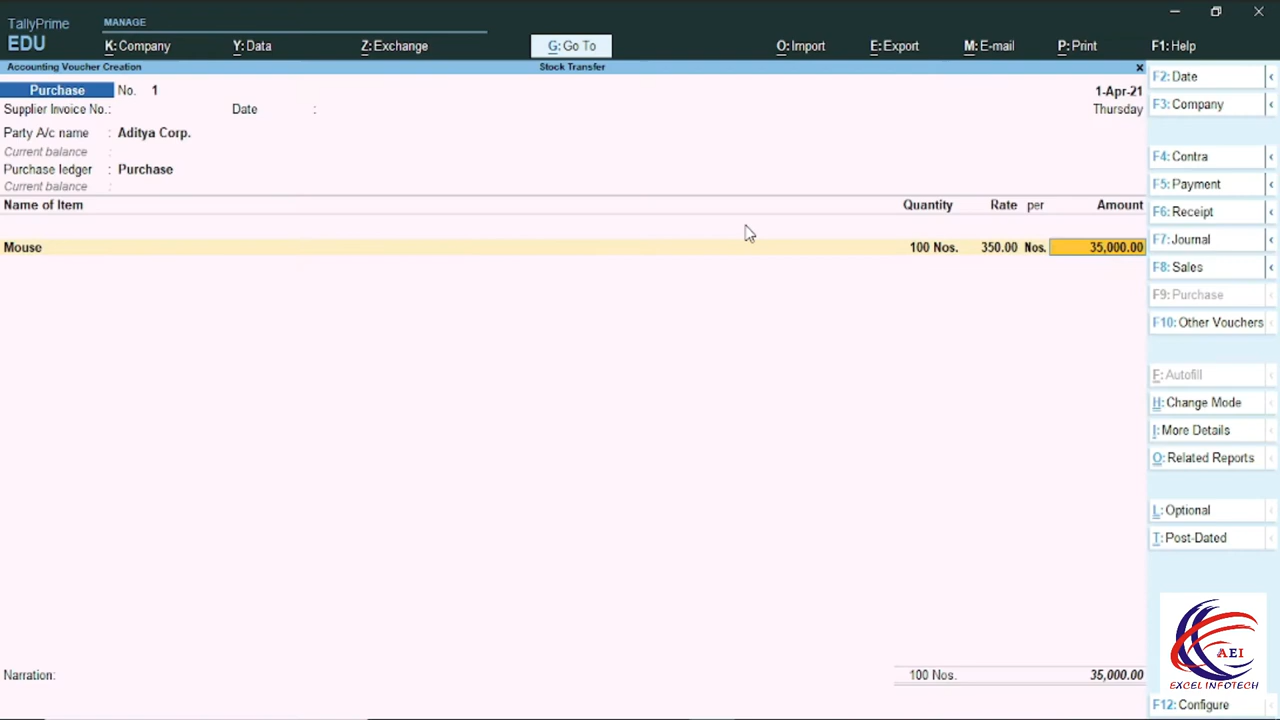 TallyPrime
EDU
MANAGE
K: Company Y: Data Z: Exchange G: Go To O: Import E: Export M: E-mail P: Print F1: Help
Accounting Voucher Creation Stock Transfer x
Purchase No. 1 1-Apr-21
Supplier Invoice No.: Date : Thursday
Party A/c name : Aditya Corp.
Current balance :
Purchase ledger : Purchase
Current balance :
Name of Item Quantity Rate per Amount
Mouse 100 Nos. 350.00 Nos. 35,000.00
Narration: 100 Nos. 35,000.00
F2: Date
F3: Company
F4: Contra
F5: Payment
F6: Receipt
F7: Journal
F8: Sales
F9: Purchase
F10: Other Vouchers
F: Autofill
H: Change Mode
I: More Details
O: Related Reports
L: Optional
T: Post-Dated
AEI
EXCEL INFOTECH
F12: Configure